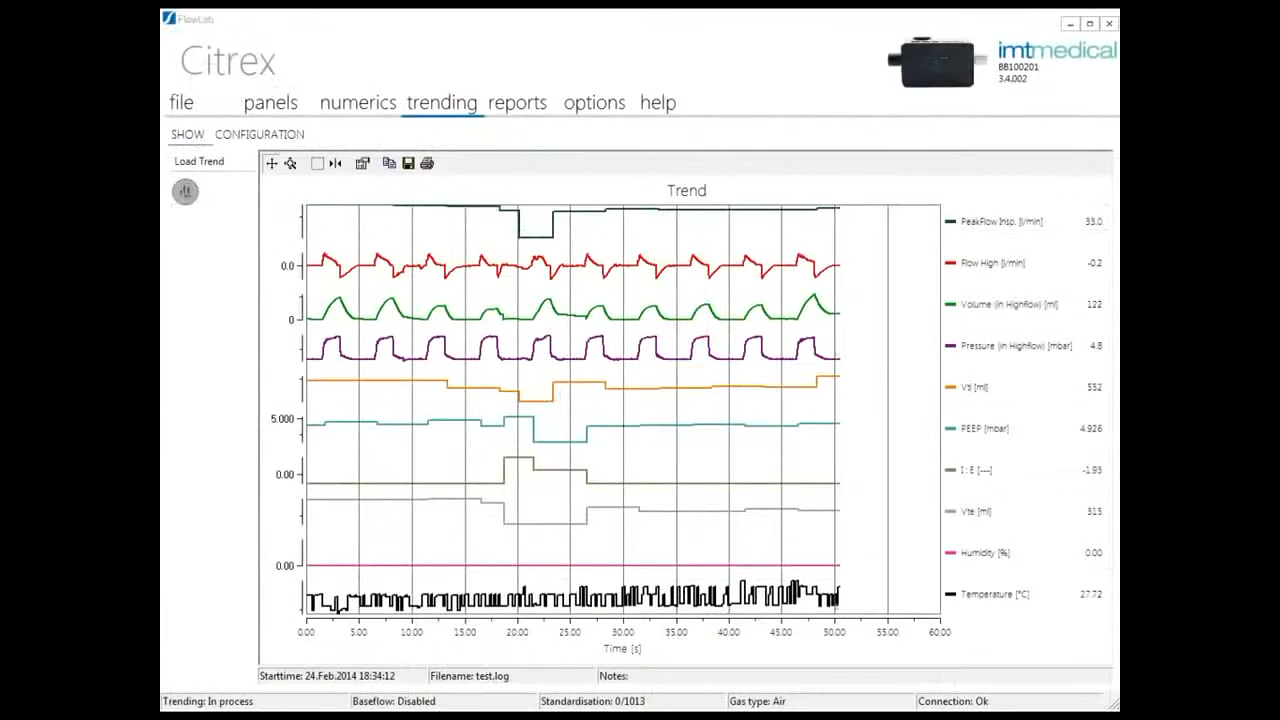 FlowLab
Citrex
imtmedical
BB100201
3.4.002
file panels numerics trending reports options help
SHOW CONFIGURATION
Load Trend
Trend
PeakFlow Insp. [l/min] 33.0
0.0 Flow High [l/min] -0.2
0 Volume (in Highflow) [ml] 122
Pressure (in Highflow) [mbar] 4.8
Vti [ml] 552
5.000 PEEP [mbar] 4.926
0.00 I : E [---] -1.93
Vte [ml] 313
0.00 Humidity [%] 0.00
Temperature [°C] 27.72
0.00 5.00 10.00 15.00 20.00 25.00 30.00 35.00 40.00 45.00 50.00 55.00 60.00
Time [s]
Starttime: 24.Feb.2014 18:34:12 Filename: test.log Notes:
Trending: In process Baseflow: Disabled Standardisation: 0/1013 Gas type: Air Connection: Ok